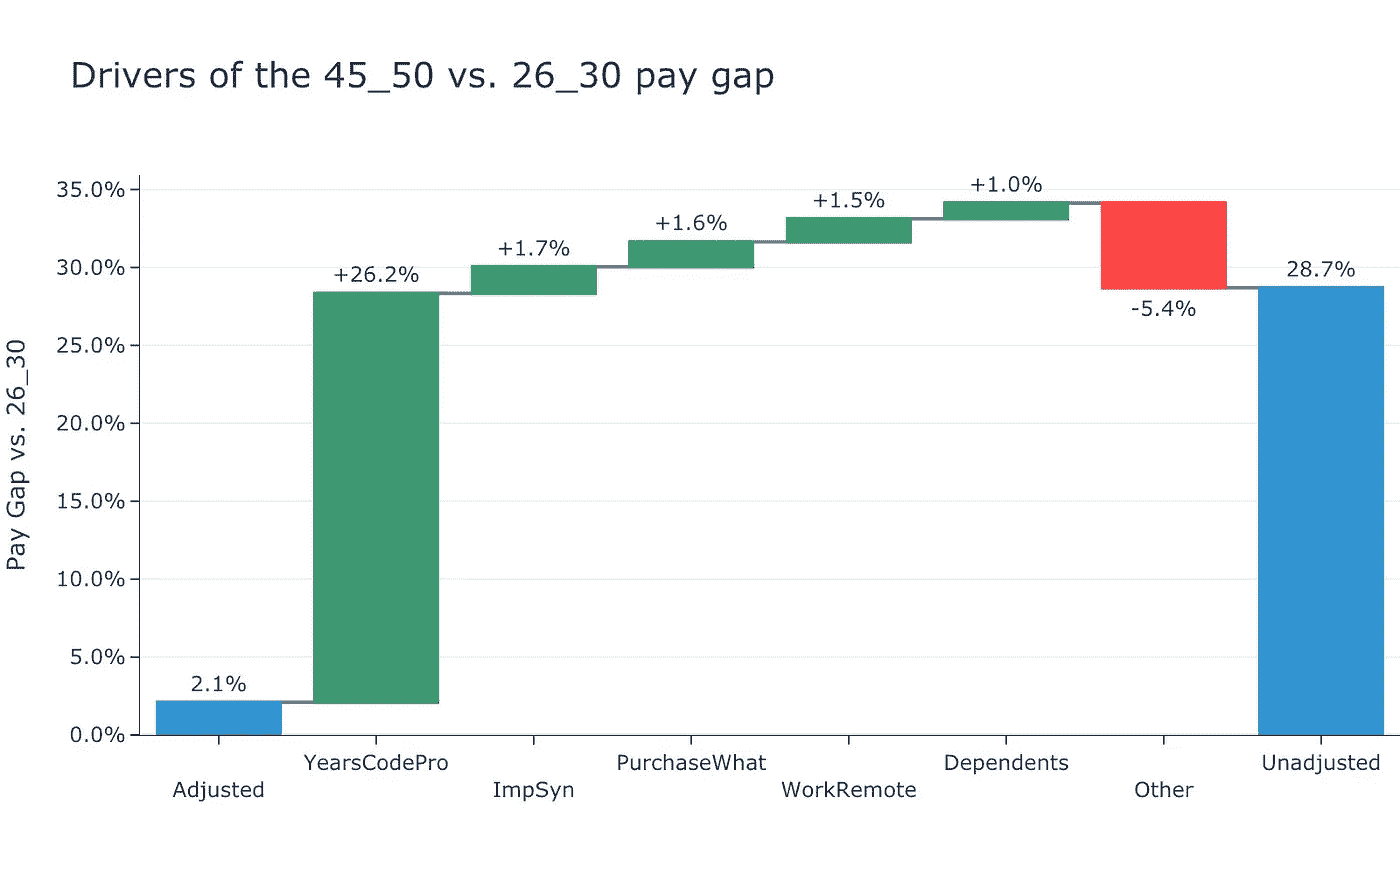 Drivers of the 45_50 vs. 26_30 pay gap
Pay Gap vs. 26_30
35.0%
30.0%
25.0%
20.0%
15.0%
10.0%
5.0%
0.0%
2.1%
+26.2%
+1.7%
+1.6%
+1.5%
+1.0%
-5.4%
28.7%
Adjusted
YearsCodePro
ImpSyn
PurchaseWhat
WorkRemote
Dependents
Other
Unadjusted